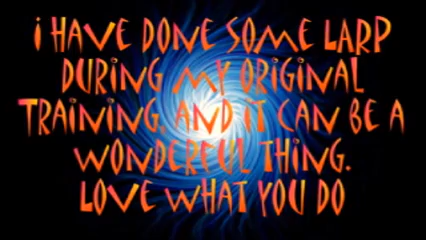 i HAVE DONE SOME LARP
DURiNG MY ORiGiNAL
TRAiNiNG, AND iT CAN BE A
WONDERFUL THiNG.
LOVE WHAT YOU DO